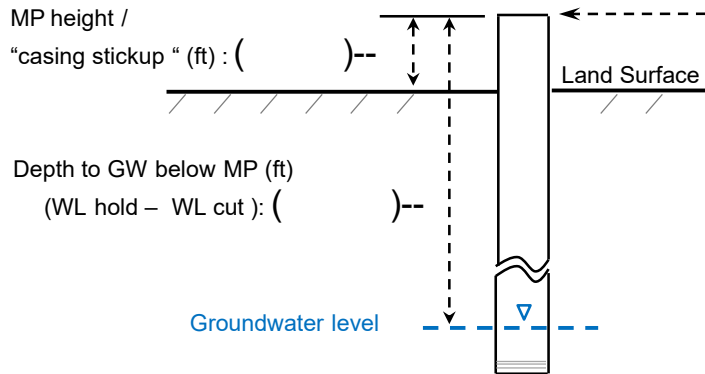 MP height /
“casing stickup “ (ft) : ( )--
Land Surface
Depth to GW below MP (ft)
(WL hold – WL cut ): ( )--
Groundwater level